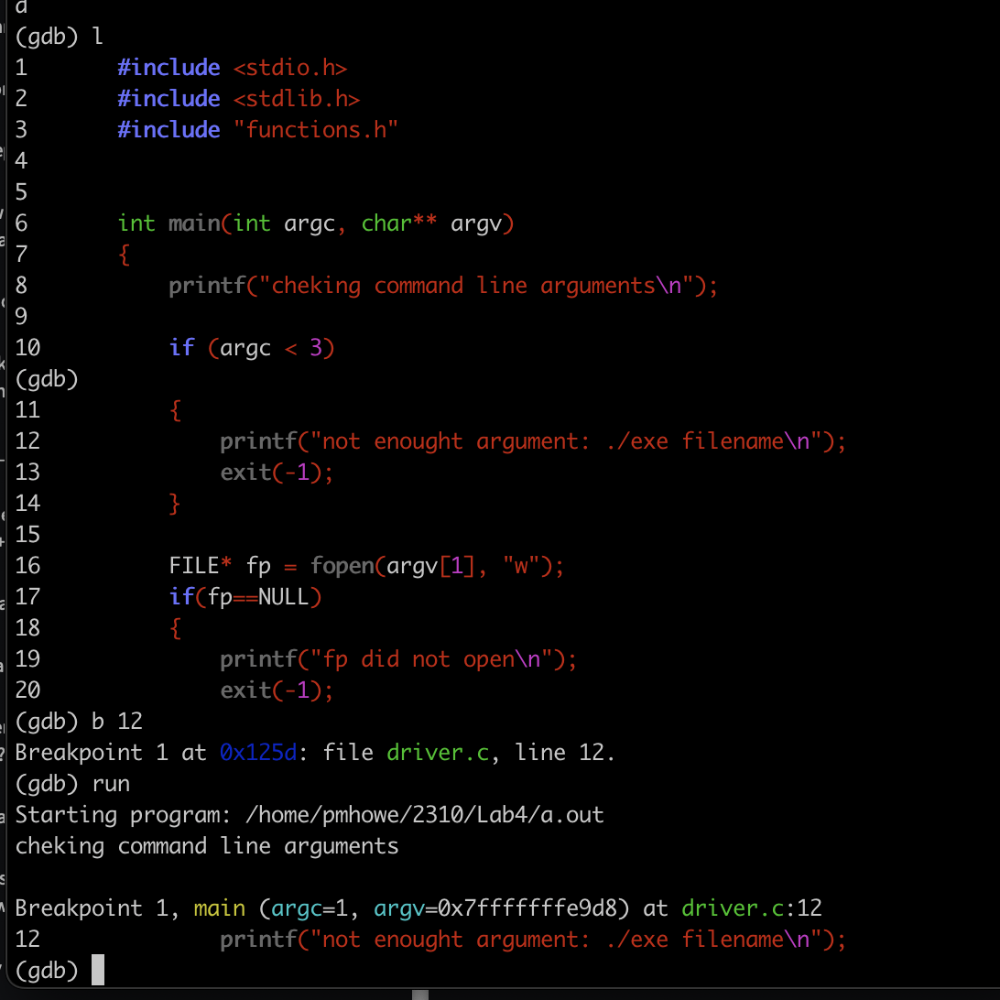 a
(gdb) l
1 #include <stdio.h>
2 #include <stdlib.h>
3 #include "functions.h"
4
5
6 int main(int argc, char** argv)
7 {
8 printf("cheking command line arguments\n");
9
10 if (argc < 3)
(gdb)
11 {
12 printf("not enought argument: ./exe filename\n");
13 exit(-1);
14 }
15
16 FILE* fp = fopen(argv[1], "w");
17 if(fp==NULL)
18 {
19 printf("fp did not open\n");
20 exit(-1);
(gdb) b 12
Breakpoint 1 at 0x125d: file driver.c, line 12.
(gdb) run
Starting program: /home/pmhowe/2310/Lab4/a.out
cheking command line arguments
Breakpoint 1, main (argc=1, argv=0x7fffffffe9d8) at driver.c:12
12 printf("not enought argument: ./exe filename\n");
(gdb)